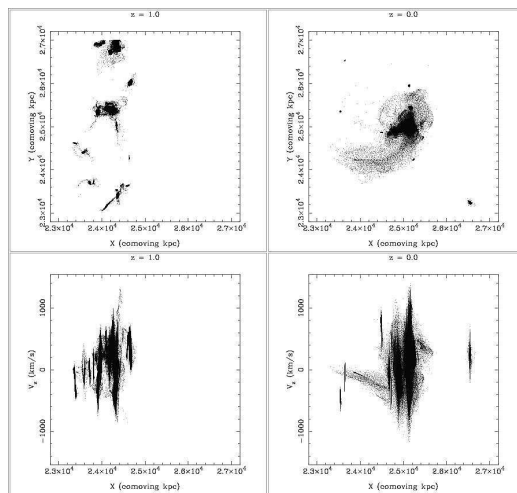 z = 1.0
2.3×10⁴ 2.4×10⁴ 2.5×10⁴ 2.6×10⁴ 2.7×10⁴
Y (comoving kpc)
2.3×10⁴ 2.4×10⁴ 2.5×10⁴ 2.6×10⁴ 2.7×10⁴
X (comoving kpc)
z = 0.0
2.3×10⁴ 2.4×10⁴ 2.5×10⁴ 2.6×10⁴ 2.7×10⁴
Y (comoving kpc)
2.3×10⁴ 2.4×10⁴ 2.5×10⁴ 2.6×10⁴ 2.7×10⁴
X (comoving kpc)
z = 1.0
−1000 0 1000
V (km/s)
2.3×10⁴ 2.4×10⁴ 2.5×10⁴ 2.6×10⁴ 2.7×10⁴
X (comoving kpc)
z = 0.0
−1000 0 1000
V (km/s)
2.3×10⁴ 2.4×10⁴ 2.5×10⁴ 2.6×10⁴ 2.7×10⁴
X (comoving kpc)